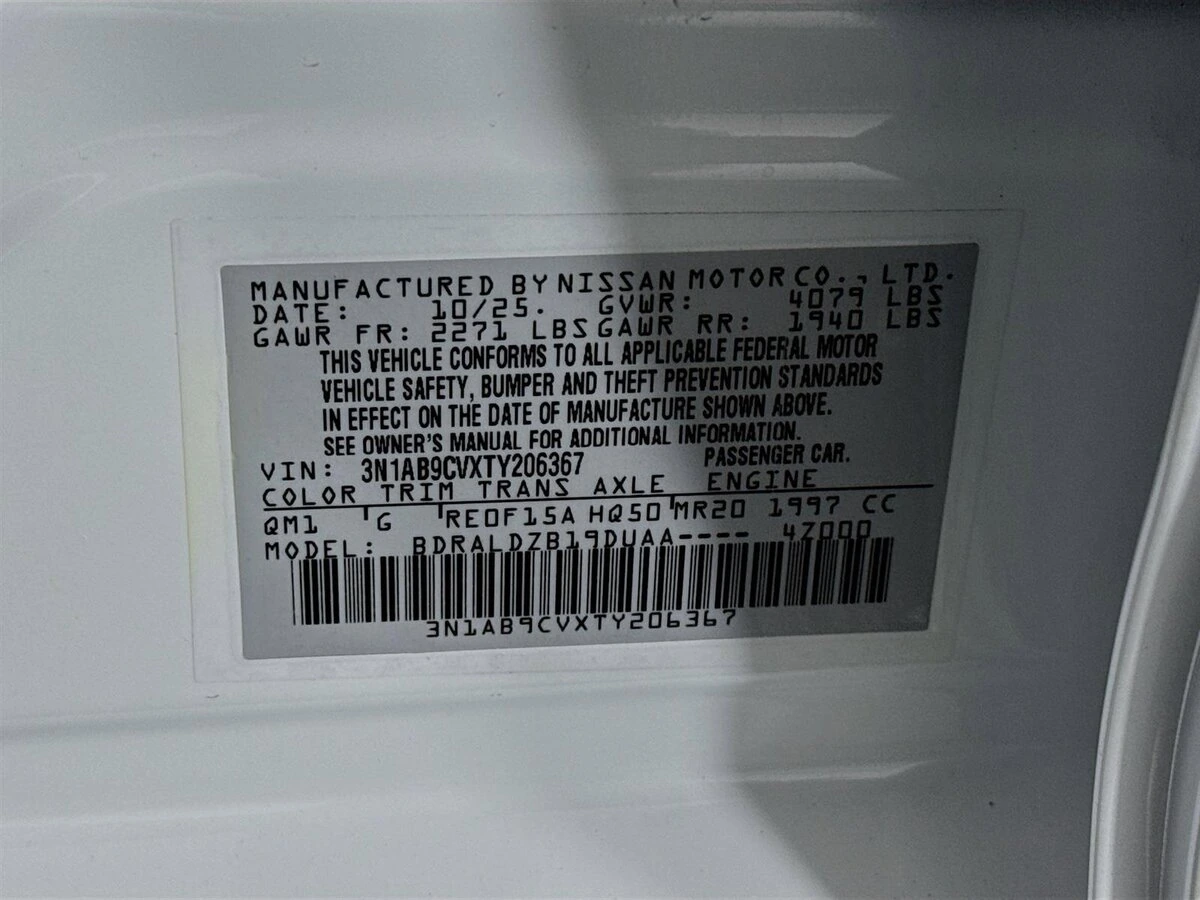 MANUFACTURED BY NISSAN MOTOR CO., LTD.
DATE: 10/25. GVWR: 4079 LBS
GAWR FR: 2271 LBS GAWR RR: 1940 LBS
THIS VEHICLE CONFORMS TO ALL APPLICABLE FEDERAL MOTOR
VEHICLE SAFETY, BUMPER AND THEFT PREVENTION STANDARDS
IN EFFECT ON THE DATE OF MANUFACTURE SHOWN ABOVE.
SEE OWNER'S MANUAL FOR ADDITIONAL INFORMATION.
VIN: 3N1AB9CVXTY206367 PASSENGER CAR.
COLOR TRIM TRANS AXLE ENGINE
QM1 G RE0F15A HQ50 MR20 1997 CC
MODEL: BDRALDZB19DUAA---- 4Z000
3N1AB9CVXTY206367